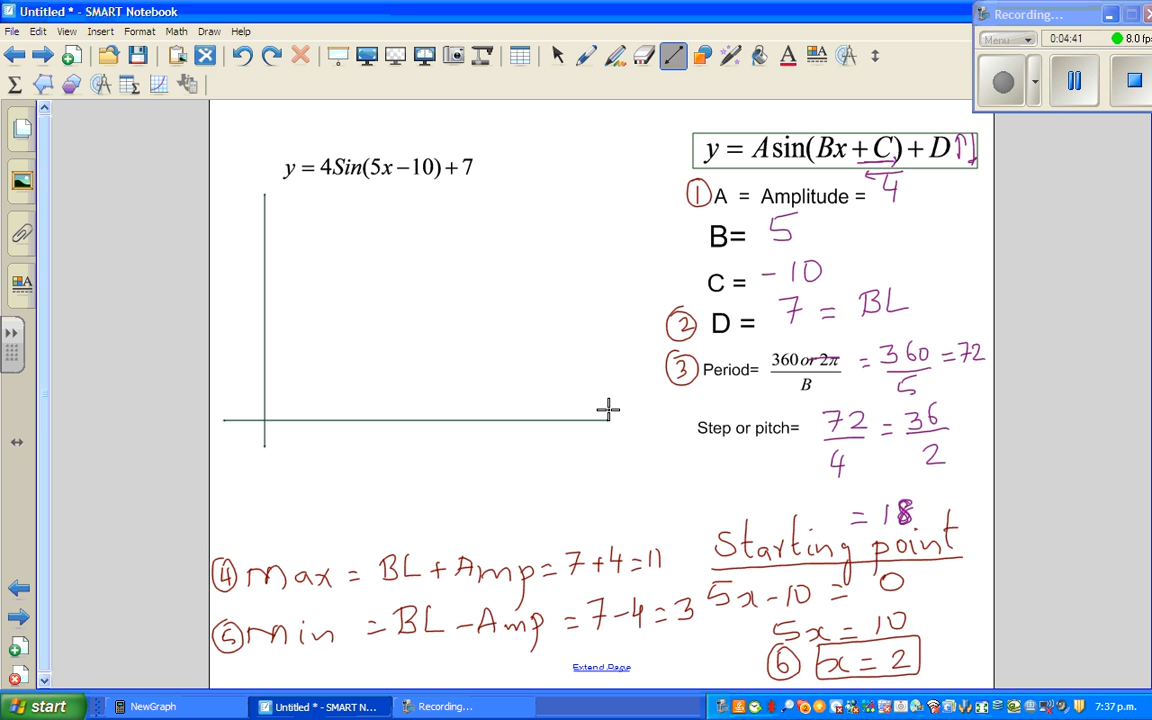 Untitled * - SMART Notebook
File Edit View Insert Format Math Draw Help
Recording...
Menu 0:04:41 8.0 fp
y = 4Sin(5x − 10) + 7
y = A sin(Bx + C) + D ↑↓
① A = Amplitude = 4
B= 5
C = - 10
② D = 7 = BL
③ Period= 360 or 2π / B = 360 / 5 = 72
Step or pitch= 72 / 4 = 36 / 2
= 18
④ Max = BL + Amp = 7 + 4 = 11
⑤ Min = BL - Amp = 7 - 4 = 3
Starting point
5x - 10 = 0
5x = 10
⑥ x = 2
Extend Page
start NewGraph Untitled * - SMART N... Recording... 7:37 p.m.